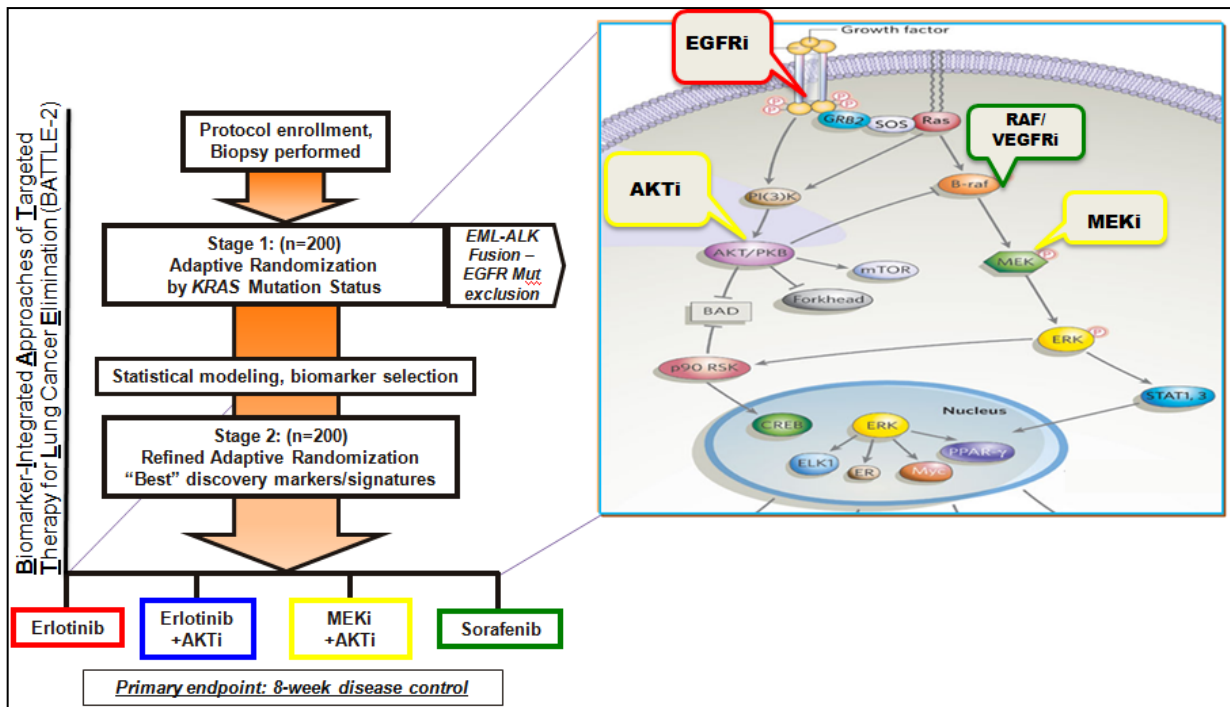 Biomarker-Integrated Approaches of Targeted
Therapy for Lung Cancer Elimination (BATTLE-2)
Protocol enrollment,
Biopsy performed
Stage 1: (n=200)
Adaptive Randomization
by KRAS Mutation Status
EML-ALK
Fusion –
EGFR Mut
exclusion
Statistical modeling, biomarker selection
Stage 2: (n=200)
Refined Adaptive Randomization
“Best” discovery markers/signatures
Erlotinib
Erlotinib
+AKTi
MEKi
+AKTi
Sorafenib
Primary endpoint: 8-week disease control
EGFRi
Growth factor
P
P
P
P
GRB2
SOS
Ras
RAF/
VEGFRi
AKTi
PI(3)K
B-raf
MEKi
AKT/PKB
mTOR
MEK
P
Forkhead
BAD
ERK
P
p90 RSK
STAT1, 3
Nucleus
CREB
ERK
PPAR-γ
ELK1
ER
Myc